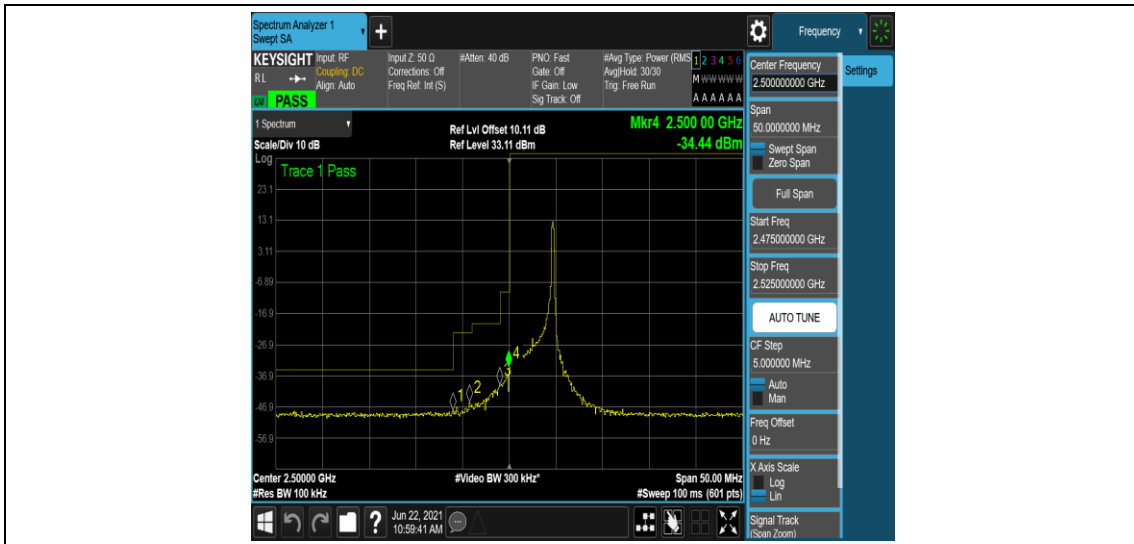 Spectrum Analyzer 1
Swept SA
+
Frequency
KEYSIGHT
RL
LXI PASS
Input: RF
Coupling: DC
Align: Auto
Input Z: 50 Ω
Corrections: Off
Freq Ref: Int (S)
#Atten: 40 dB
PNO: Fast
Gate: Off
IF Gain: Low
Sig Track: Off
#Avg Type: Power (RMS
Avg|Hold: 30/30
Trig: Free Run
1 2 3 4 5 6
M W W W W W
A A A A A A
1 Spectrum
Scale/Div 10 dB
Ref Lvl Offset 10.11 dB
Ref Level 33.11 dBm
Mkr4 2.500 00 GHz
-34.44 dBm
Log
Trace 1 Pass
23.1
13.1
3.11
-6.89
-16.9
-26.9
-36.9
-46.9
-56.9
1
2
3
4
Center 2.50000 GHz
#Res BW 100 kHz
#Video BW 300 kHz*
Span 50.00 MHz
#Sweep 100 ms (601 pts)
Center Frequency
2.500000000 GHz
Settings
Span
50.0000000 MHz
Swept Span
Zero Span
Full Span
Start Freq
2.475000000 GHz
Stop Freq
2.525000000 GHz
AUTO TUNE
CF Step
5.000000 MHz
Auto
Man
Freq Offset
0 Hz
X Axis Scale
Log
Lin
Signal Track
(Span Zoom)
?
Jun 22, 2021
10:59:41 AM